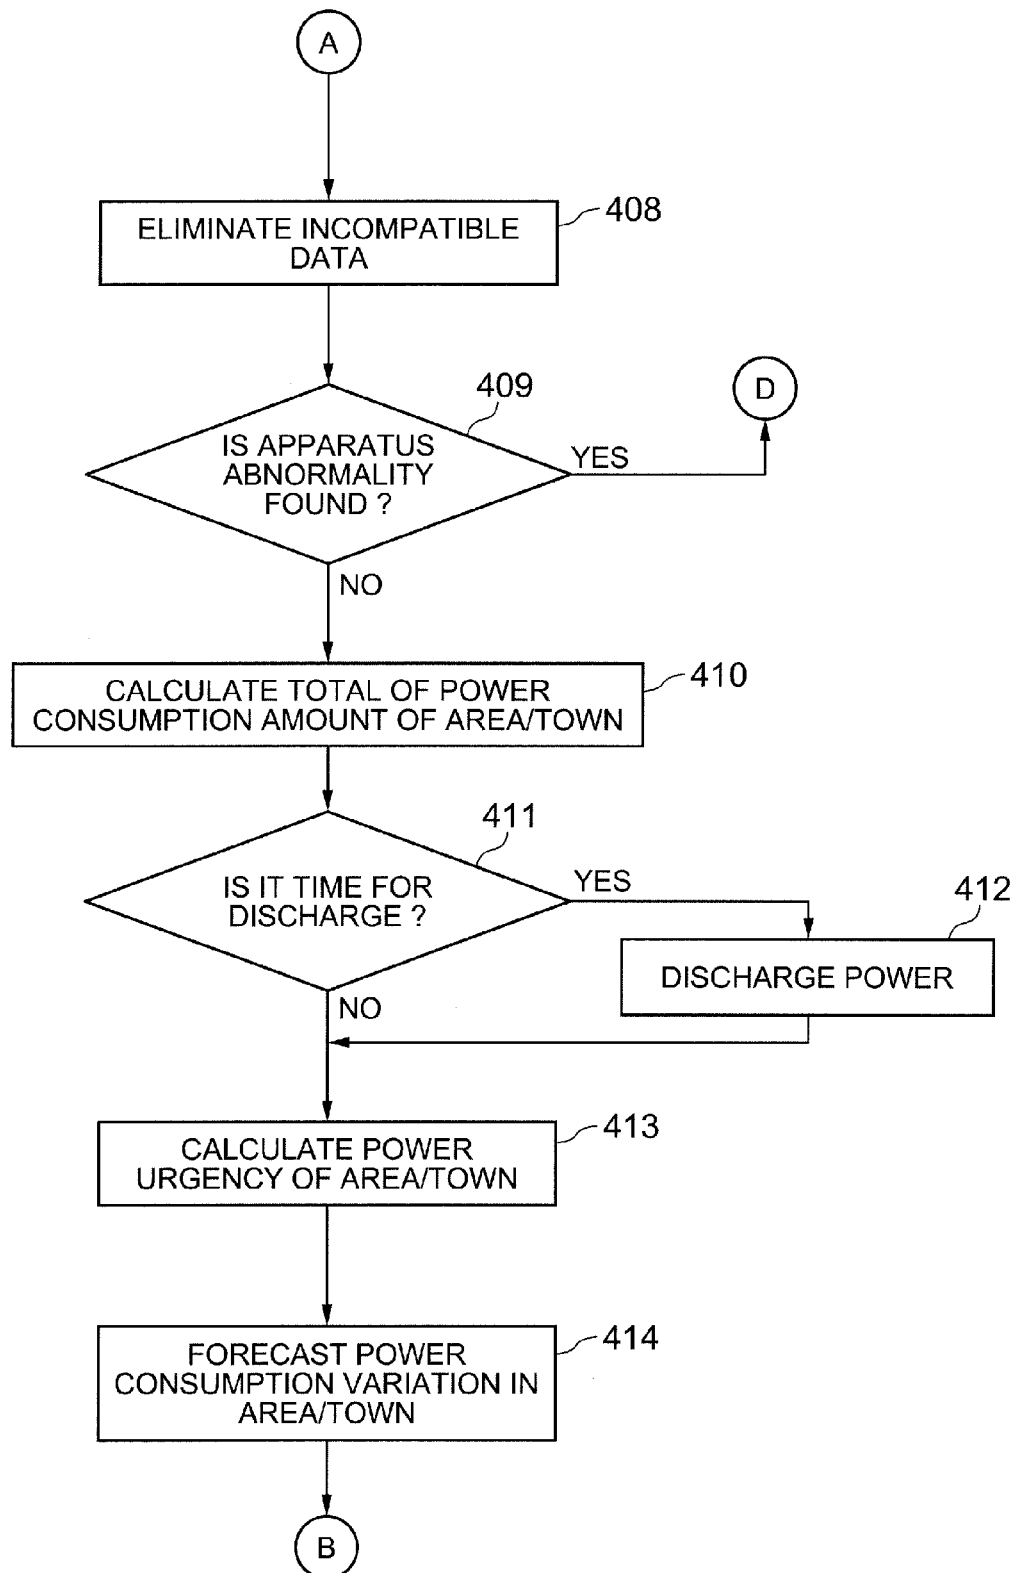 A
ELIMINATE INCOMPATIBLE
DATA
408
409
D
IS APPARATUS
ABNORMALITY
FOUND ?
YES
NO
410
CALCULATE TOTAL OF POWER
CONSUMPTION AMOUNT OF AREA/TOWN
411
IS IT TIME FOR
DISCHARGE ?
YES
412
DISCHARGE POWER
NO
413
CALCULATE POWER
URGENCY OF AREA/TOWN
414
FORECAST POWER
CONSUMPTION VARIATION IN
AREA/TOWN
B